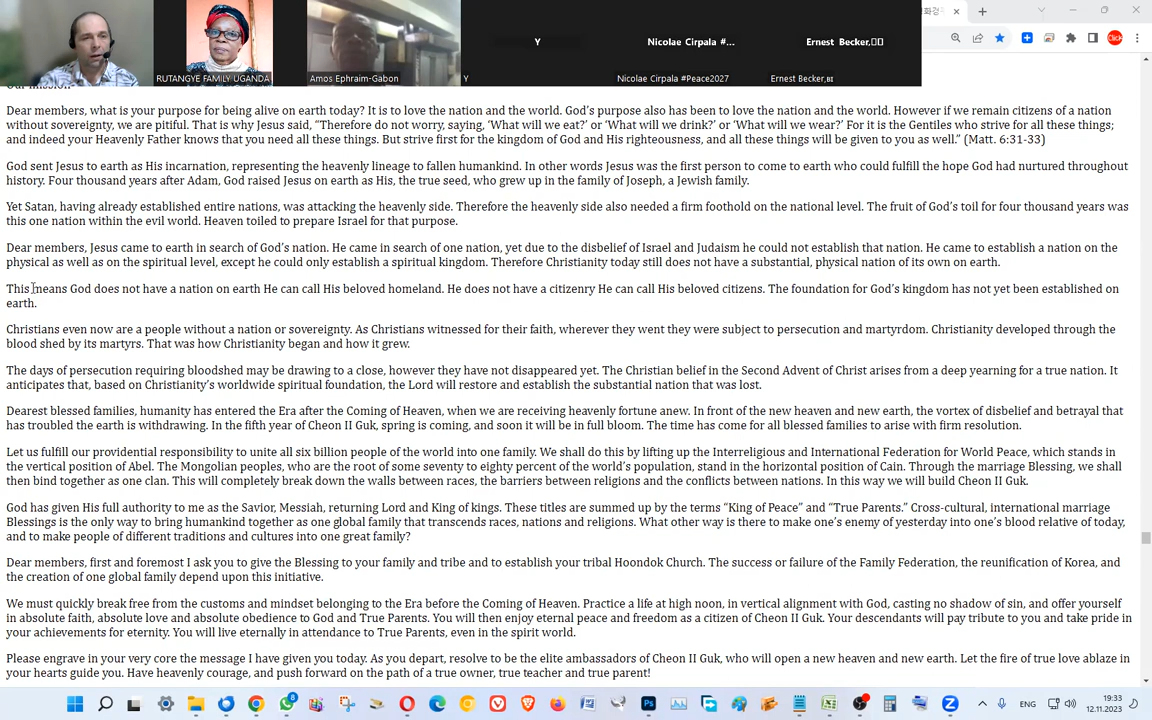 RUTANGYE FAMILY UGANDA
Amos Ephraim-Gabon
Y
Y
Nicolae Cirpala #...
Nicolae Cirpala #Peace2027
Ernest Becker,
Ernest Becker,
Our mission
Dear members, what is your purpose for being alive on earth today? It is to love the nation and the world. God's purpose also has been to love the nation and the world. However if we remain citizens of a nation
without sovereignty, we are pitiful. That is why Jesus said, “Therefore do not worry, saying, ‘What will we eat?’ or ‘What will we drink?’ or ‘What will we wear?’ For it is the Gentiles who strive for all these things;
and indeed your Heavenly Father knows that you need all these things. But strive first for the kingdom of God and His righteousness, and all these things will be given to you as well.” (Matt. 6:31-33)
God sent Jesus to earth as His incarnation, representing the heavenly lineage to fallen humankind. In other words Jesus was the first person to come to earth who could fulfill the hope God had nurtured throughout
history. Four thousand years after Adam, God raised Jesus on earth as His, the true seed, who grew up in the family of Joseph, a Jewish family.
Yet Satan, having already established entire nations, was attacking the heavenly side. Therefore the heavenly side also needed a firm foothold on the national level. The fruit of God’s toil for four thousand years was
this one nation within the evil world. Heaven toiled to prepare Israel for that purpose.
Dear members, Jesus came to earth in search of God’s nation. He came in search of one nation, yet due to the disbelief of Israel and Judaism he could not establish that nation. He came to establish a nation on the
physical as well as on the spiritual level, except he could only establish a spiritual kingdom. Therefore Christianity today still does not have a substantial, physical nation of its own on earth.
This means God does not have a nation on earth He can call His beloved homeland. He does not have a citizenry He can call His beloved citizens. The foundation for God’s kingdom has not yet been established on
earth.
Christians even now are a people without a nation or sovereignty. As Christians witnessed for their faith, wherever they went they were subject to persecution and martyrdom. Christianity developed through the
blood shed by its martyrs. That was how Christianity began and how it grew.
The days of persecution requiring bloodshed may be drawing to a close, however they have not disappeared yet. The Christian belief in the Second Advent of Christ arises from a deep yearning for a true nation. It
anticipates that, based on Christianity’s worldwide spiritual foundation, the Lord will restore and establish the substantial nation that was lost.
Dearest blessed families, humanity has entered the Era after the Coming of Heaven, when we are receiving heavenly fortune anew. In front of the new heaven and new earth, the vortex of disbelief and betrayal that
has troubled the earth is withdrawing. In the fifth year of Cheon Il Guk, spring is coming, and soon it will be in full bloom. The time has come for all blessed families to arise with firm resolution.
Let us fulfill our providential responsibility to unite all six billion people of the world into one family. We shall do this by lifting up the Interreligious and International Federation for World Peace, which stands in
the vertical position of Abel. The Mongolian peoples, who are the root of some seventy to eighty percent of the world’s population, stand in the horizontal position of Cain. Through the marriage Blessing, we shall
then bind together as one clan. This will completely break down the walls between races, the barriers between religions and the conflicts between nations. In this way we will build Cheon Il Guk.
God has given His full authority to me as the Savior, Messiah, returning Lord and King of kings. These titles are summed up by the terms “King of Peace” and “True Parents.” Cross-cultural, international marriage
Blessings is the only way to bring humankind together as one global family that transcends races, nations and religions. What other way is there to make one’s enemy of yesterday into one’s blood relative of today,
and to make people of different traditions and cultures into one great family?
Dear members, first and foremost I ask you to give the Blessing to your family and tribe and to establish your tribal Hoondok Church. The success or failure of the Family Federation, the reunification of Korea, and
the creation of one global family depend upon this initiative.
We must quickly break free from the customs and mindset belonging to the Era before the Coming of Heaven. Practice a life at high noon, in vertical alignment with God, casting no shadow of sin, and offer yourself
in absolute faith, absolute love and absolute obedience to God and True Parents. You will then enjoy eternal peace and freedom as a citizen of Cheon Il Guk. Your descendants will pay tribute to you and take pride in
your achievements for eternity. You will live eternally in attendance to True Parents, even in the spirit world.
Please engrave in your very core the message I have given you today. As you depart, resolve to be the elite ambassadors of Cheon Il Guk, who will open a new heaven and new earth. Let the fire of true love ablaze in
your hearts guide you. Have heavenly courage, and push forward on the path of a true owner, true teacher and true parent!
8
ENG
19:33
12.11.2023